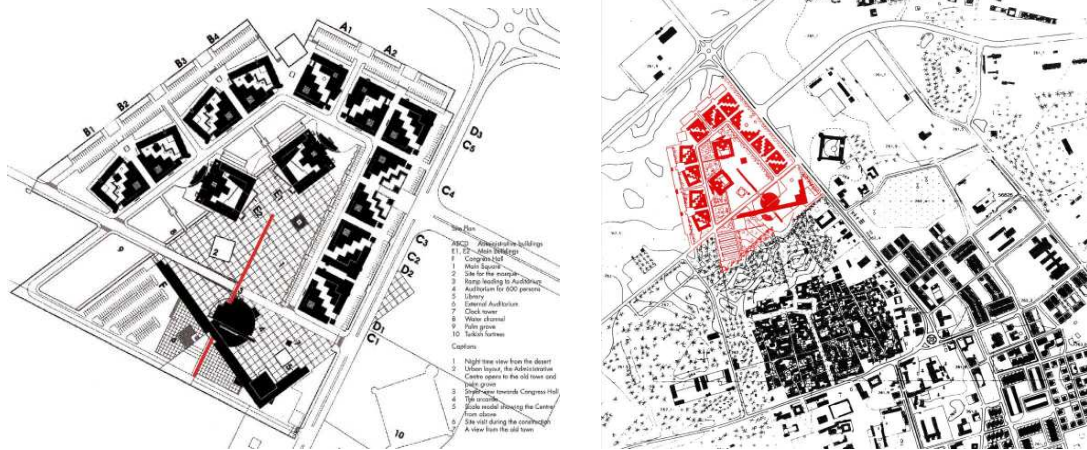 A1
A2
B4
B3
B2
B1
D3
C5
C4
C3
C2
D2
D1
C1
E2
E1
F
2
9
10
Site Plan
ABCD Administrative buildings
E1, E2 Main buildings
F Congress Hall
1 Main Square
2 Site for the mosque
3 Ramp leading to Auditorium
4 Auditorium for 600 persons
5 Library
6 External Auditorium
7 Clock tower
8 Water channel
9 Palm grove
10 Turkish fortress
Captions
1 Night time view from the desert
2 Urban layout, the Administrative
Centre opens to the old town and
palm grove
3 Street view towards Congress Hall
4 The arcade
5 Scale model showing the Centre
from above
6 Site visit during the construction
7 A view from the old town